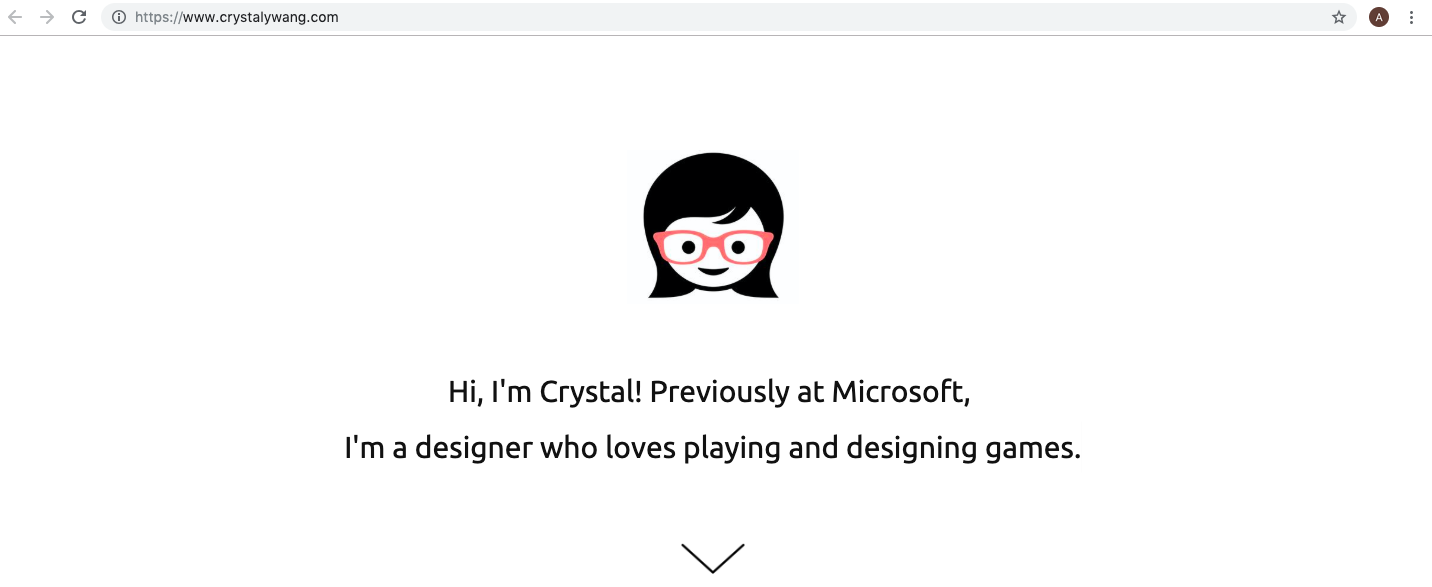 https://www.crystalywang.com
A
Hi, I'm Crystal! Previously at Microsoft,
I'm a designer who loves playing and designing games.